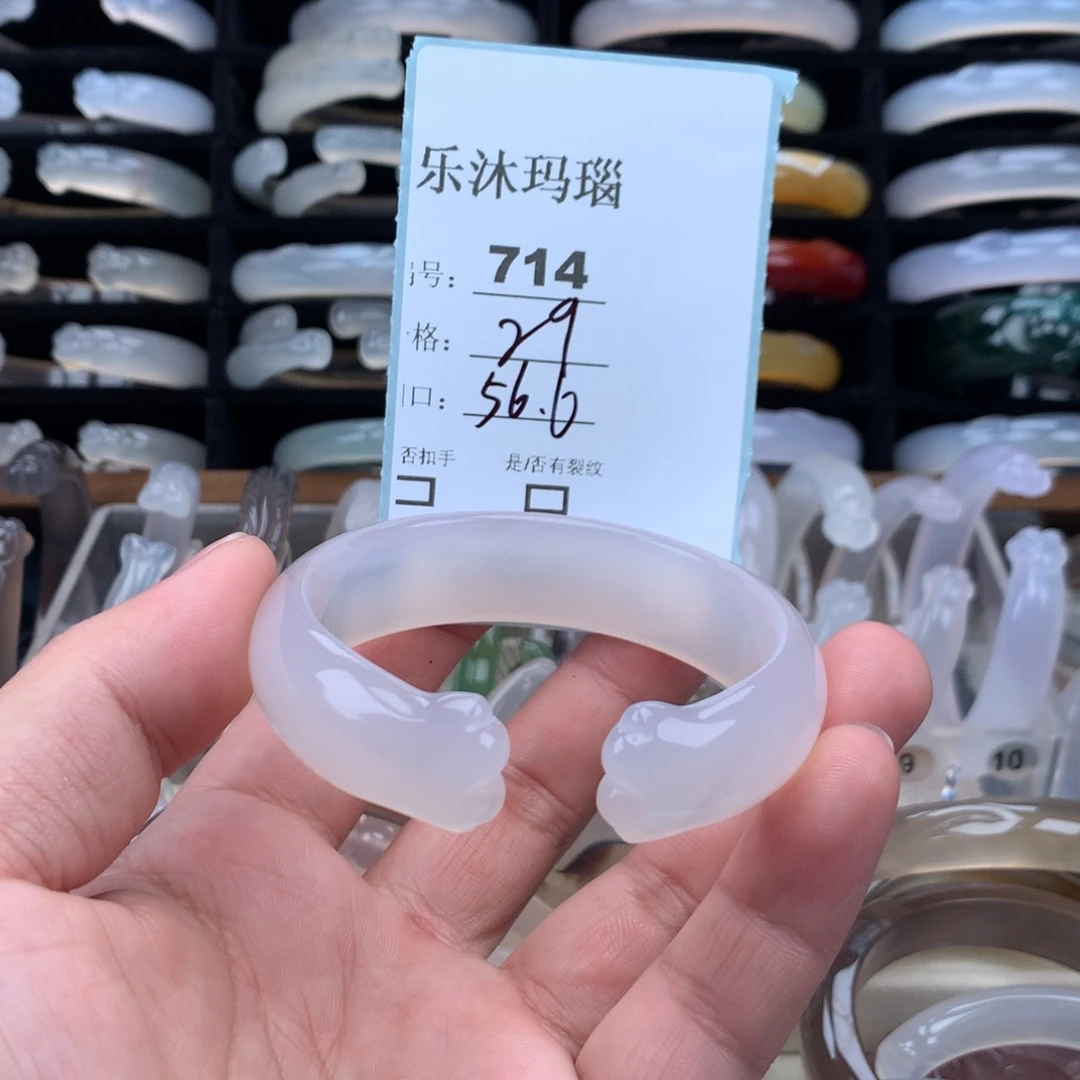 乐沐玛瑙
号: 714
格: 29
口: 56.6
否扣手 是/否有裂纹
9 10